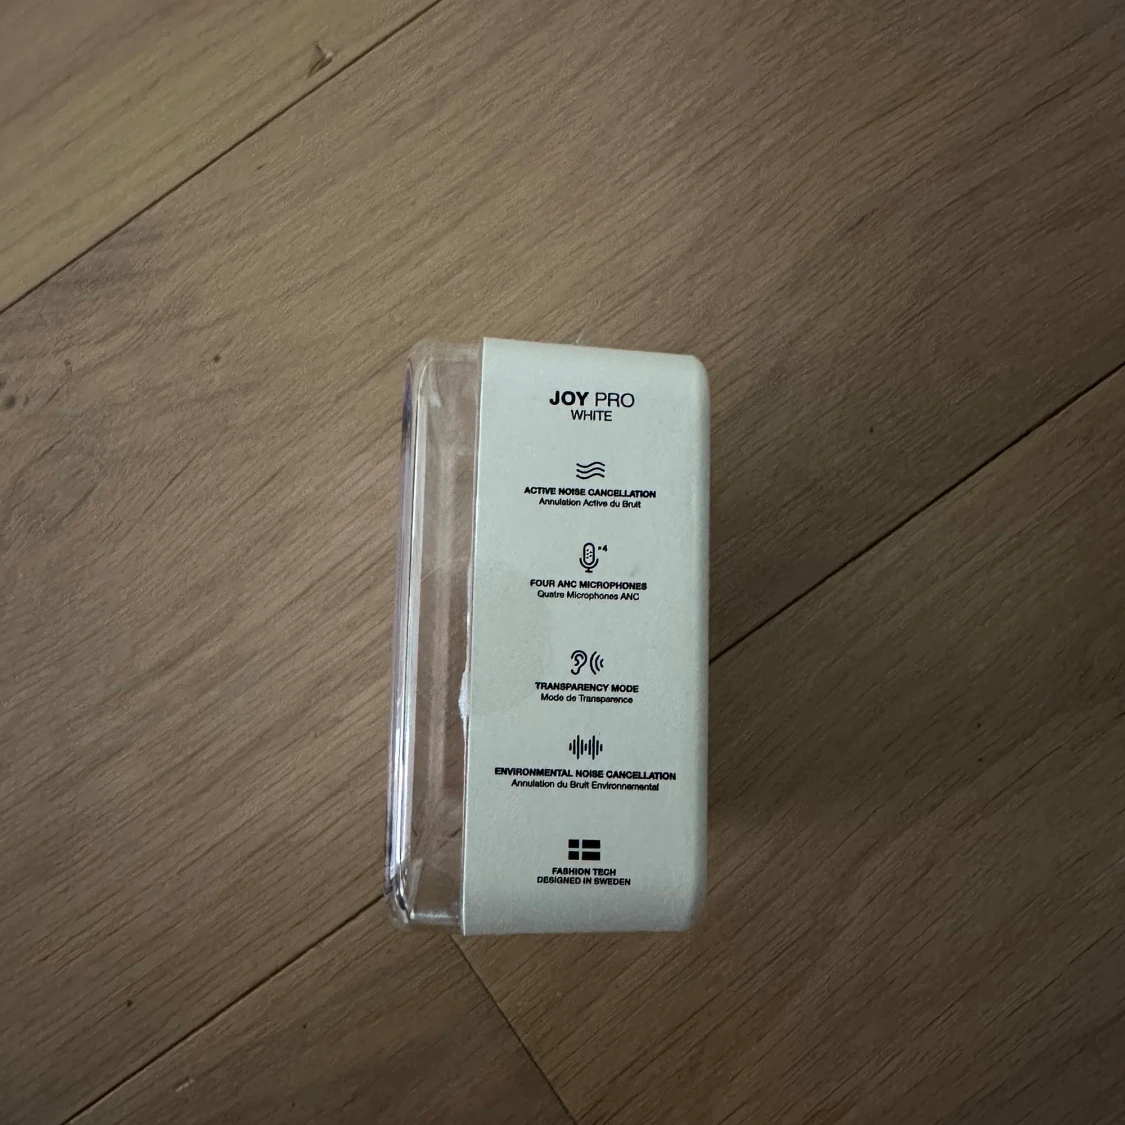 JOY PRO
WHITE
ACTIVE NOISE CANCELLATION
Annulation Active du Bruit
×4
FOUR ANC MICROPHONES
Quatre Microphones ANC
TRANSPARENCY MODE
Mode de Transparence
ENVIRONMENTAL NOISE CANCELLATION
Annulation du Bruit Environnemental
FASHION TECH
DESIGNED IN SWEDEN